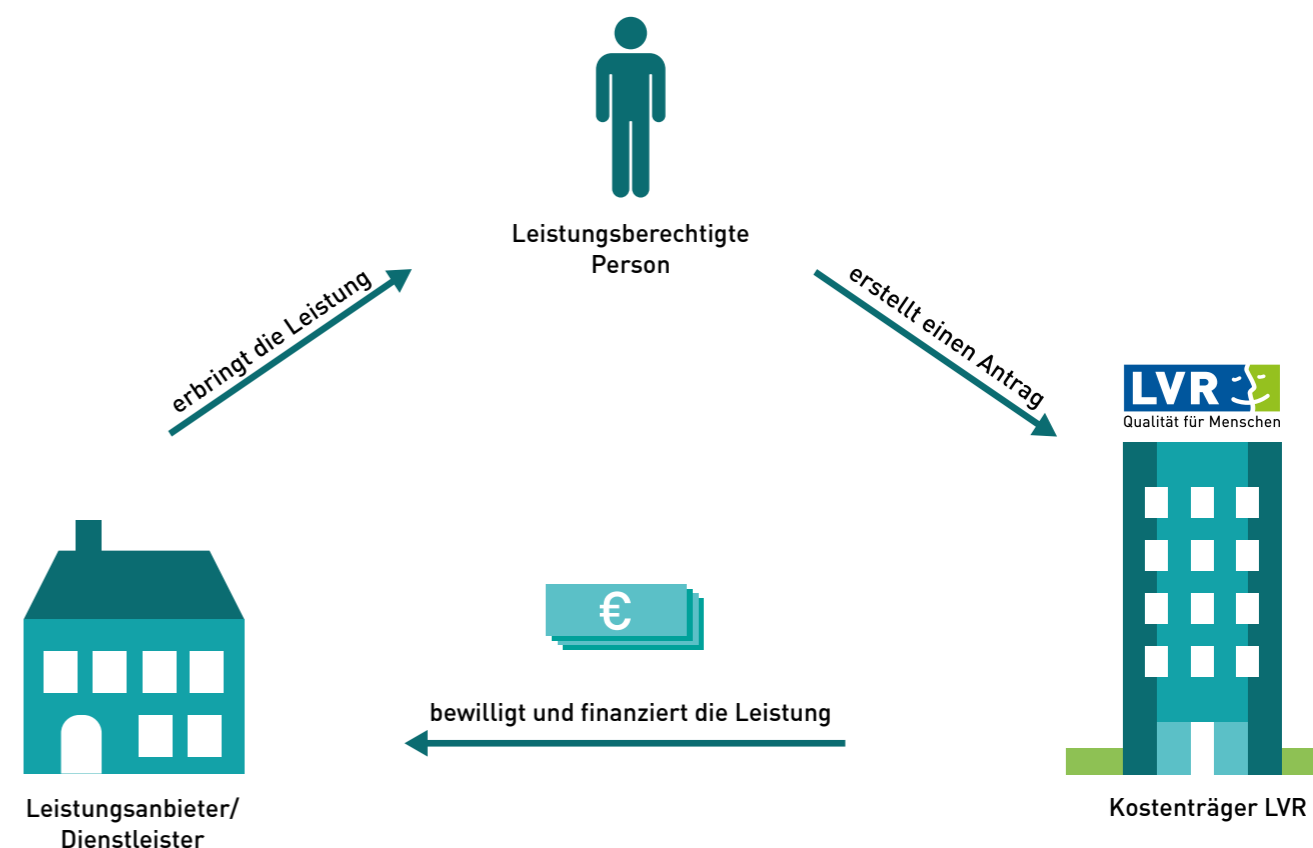 Leistungsberechtigte
Person
erbringt die Leistung
erstellt einen Antrag
LVR
Qualität für Menschen
€
bewilligt und finanziert die Leistung
Leistungsanbieter/
Dienstleister
Kostenträger LVR